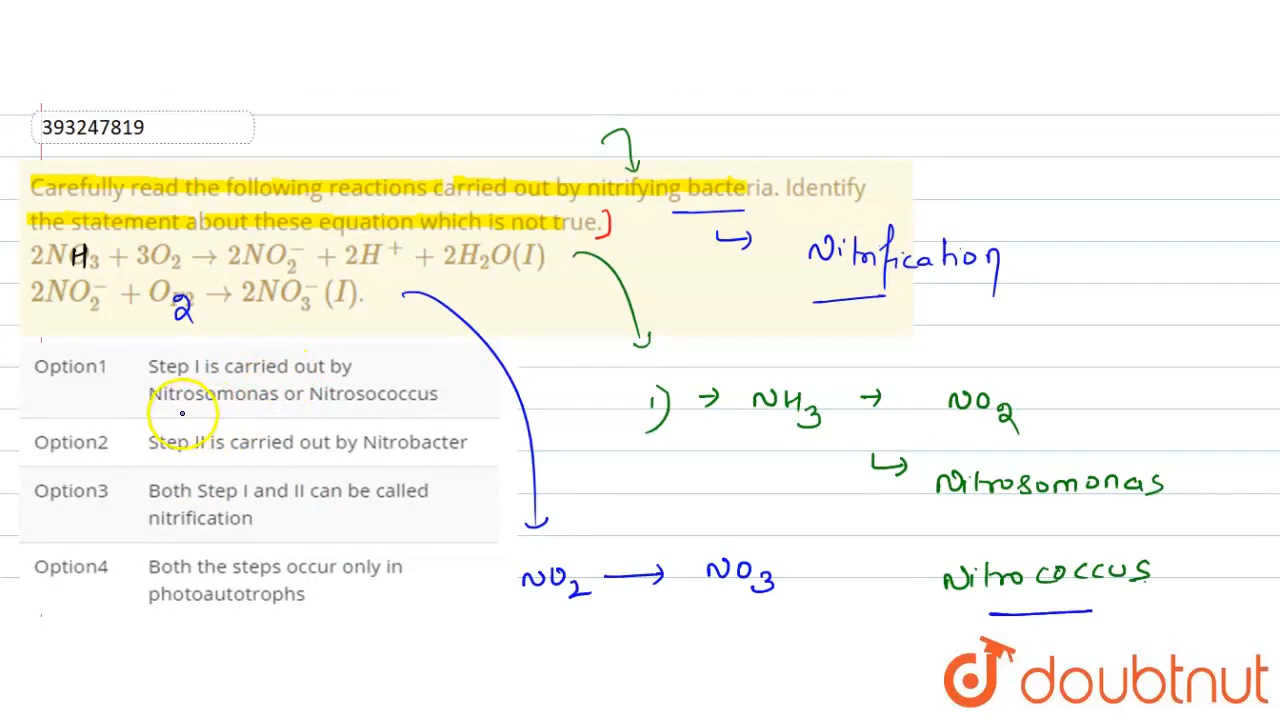 393247819
Carefully read the following reactions carried out by nitrifying bacteria. Identify
the statement about these equation which is not true.]
2NH3 + 3O₂ → 2NO₂⁻ + 2H⁺ + 2H₂O(I)
2NO₂⁻ + O₂ → 2NO₃⁻(I).
Nitrification
Option1 Step I is carried out by
Nitrosomonas or Nitrosococcus
Option2 Step II is carried out by Nitrobacter
Option3 Both Step I and II can be called
nitrification
Option4 Both the steps occur only in
photoautotrophs
1) → NH₃ → NO₂
Nitrosomonas
NO₂ → NO₃
Nitrococcus
doubtnut